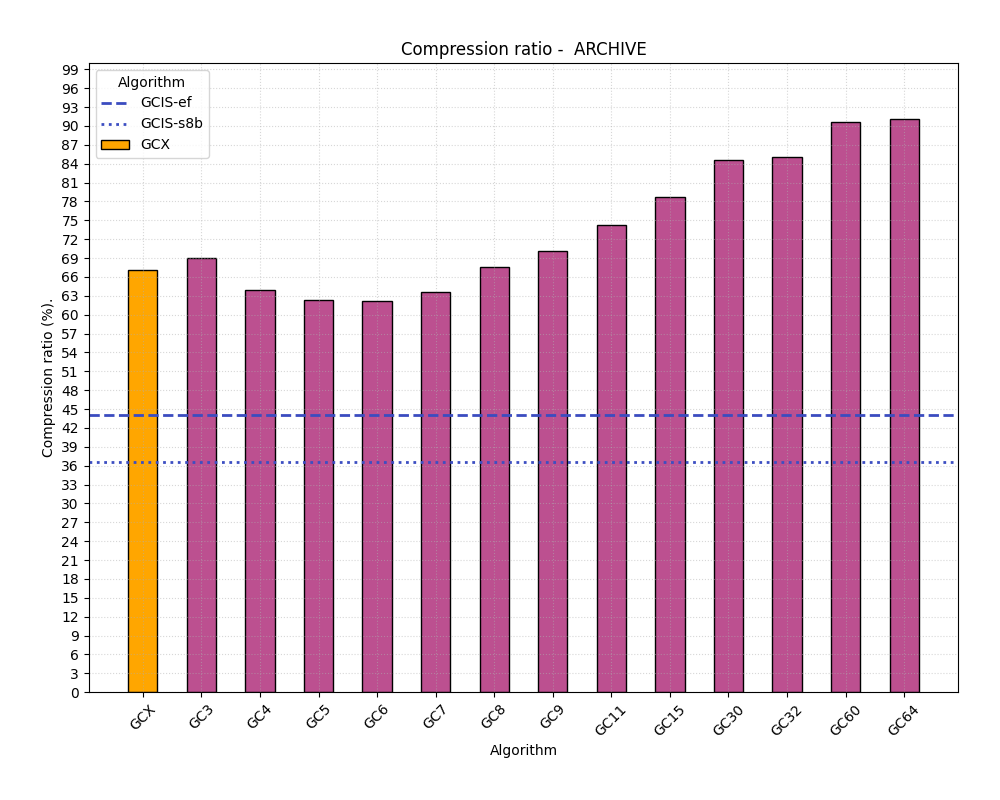 Compression ratio -  ARCHIVE
Algorithm
GCIS-ef
GCIS-s8b
GCX
99
96
93
90
87
84
81
78
75
72
69
66
63
60
57
54
51
48
45
42
39
36
33
30
27
24
21
18
15
12
9
6
3
0
Compression ratio (%).
GCX
GC3
GC4
GC5
GC6
GC7
GC8
GC9
GC11
GC15
GC30
GC32
GC60
GC64
Algorithm